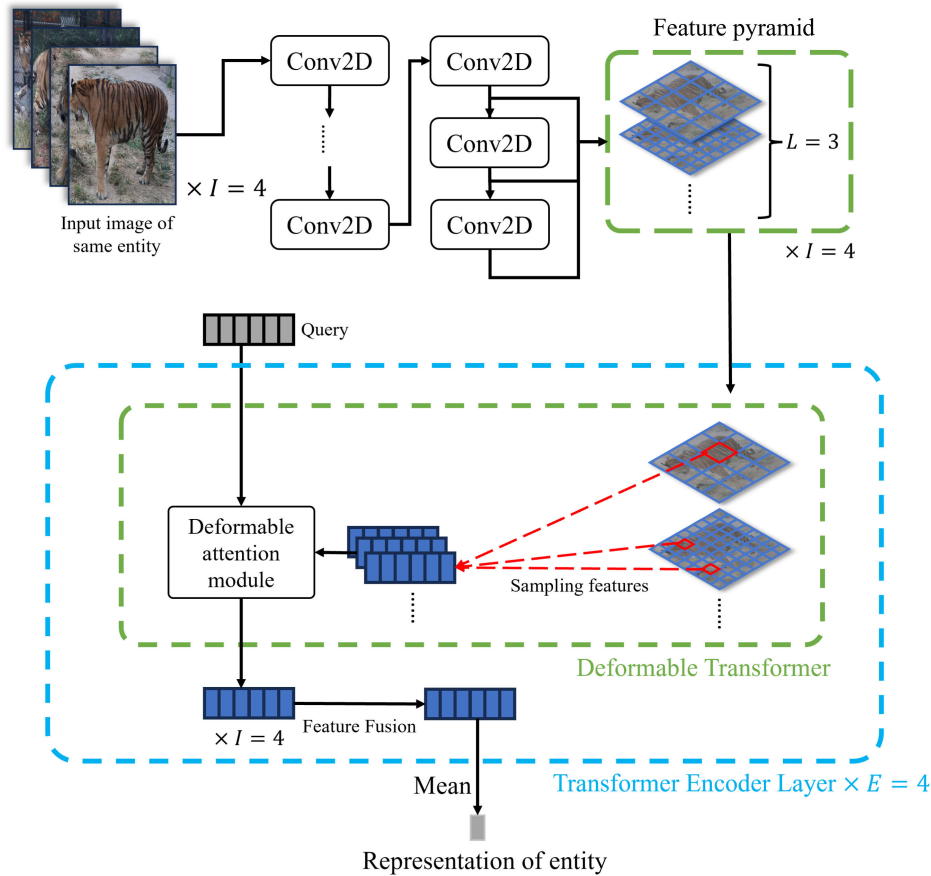 Feature pyramid
Conv2D
Conv2D
Conv2D
L = 3
× I = 4
Conv2D
Conv2D
Input image of
same entity
× I = 4
Query
Deformable
attention
module
Sampling features
Deformable Transformer
× I = 4
Feature Fusion
Mean
Transformer Encoder Layer × E = 4
Representation of entity